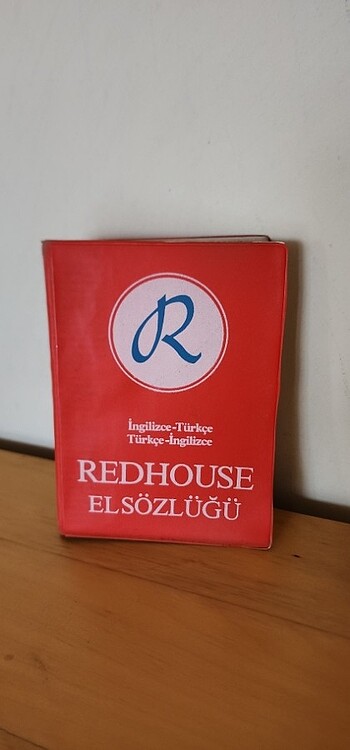 R
İngilizce-Türkçe
Türkçe-İngilizce
REDHOUSE
EL SÖZLÜĞÜ